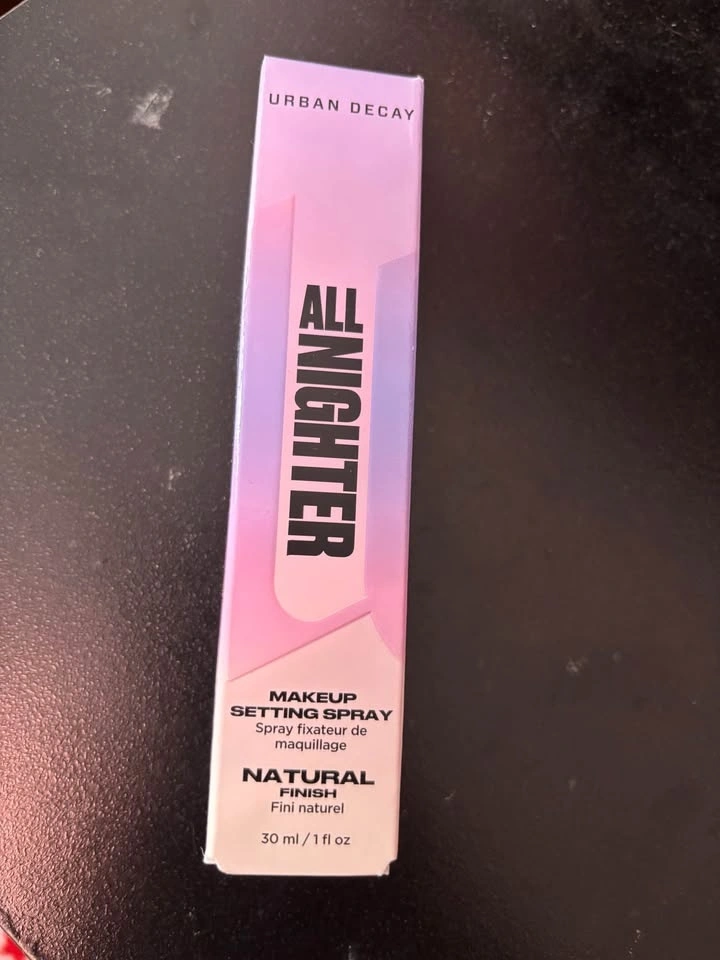 URBAN DECAY
ALL
NIGHTER
MAKEUP
SETTING SPRAY
Spray fixateur de
maquillage
NATURAL
FINISH
Fini naturel
30 ml / 1 fl oz